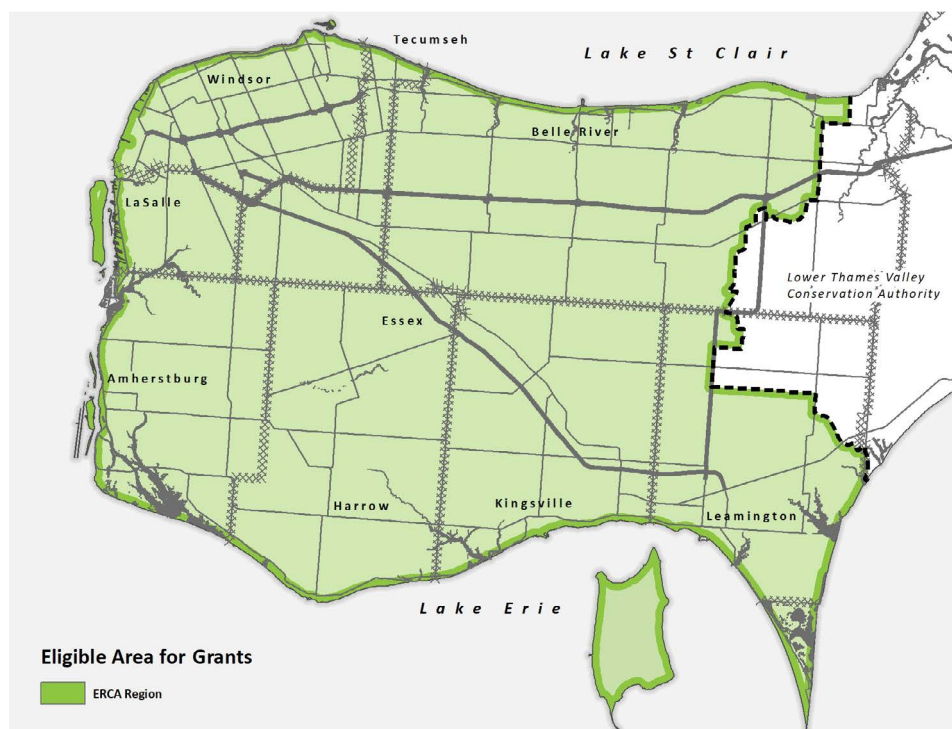 Tecumseh
Lake St Clair
Windsor
Belle River
LaSalle
Lower Thames Valley
Conservation Authority
Essex
Amherstburg
Kingsville
Harrow
Leamington
Lake Erie
Eligible Area for Grants
ERCA Region